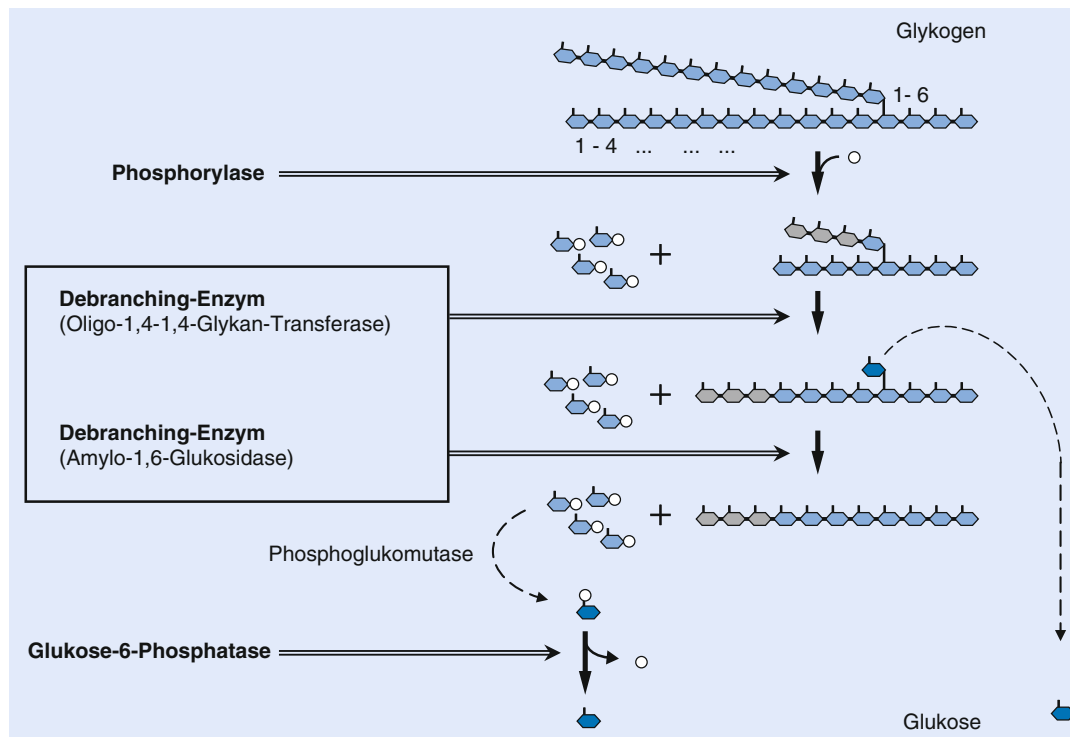 Glykogen
1- 6
1 - 4 ... ... ...
Phosphorylase
Debranching-Enzym
(Oligo-1,4-1,4-Glykan-Transferase)
Debranching-Enzym
(Amylo-1,6-Glukosidase)
Phosphoglukomutase
Glukose-6-Phosphatase
Glukose